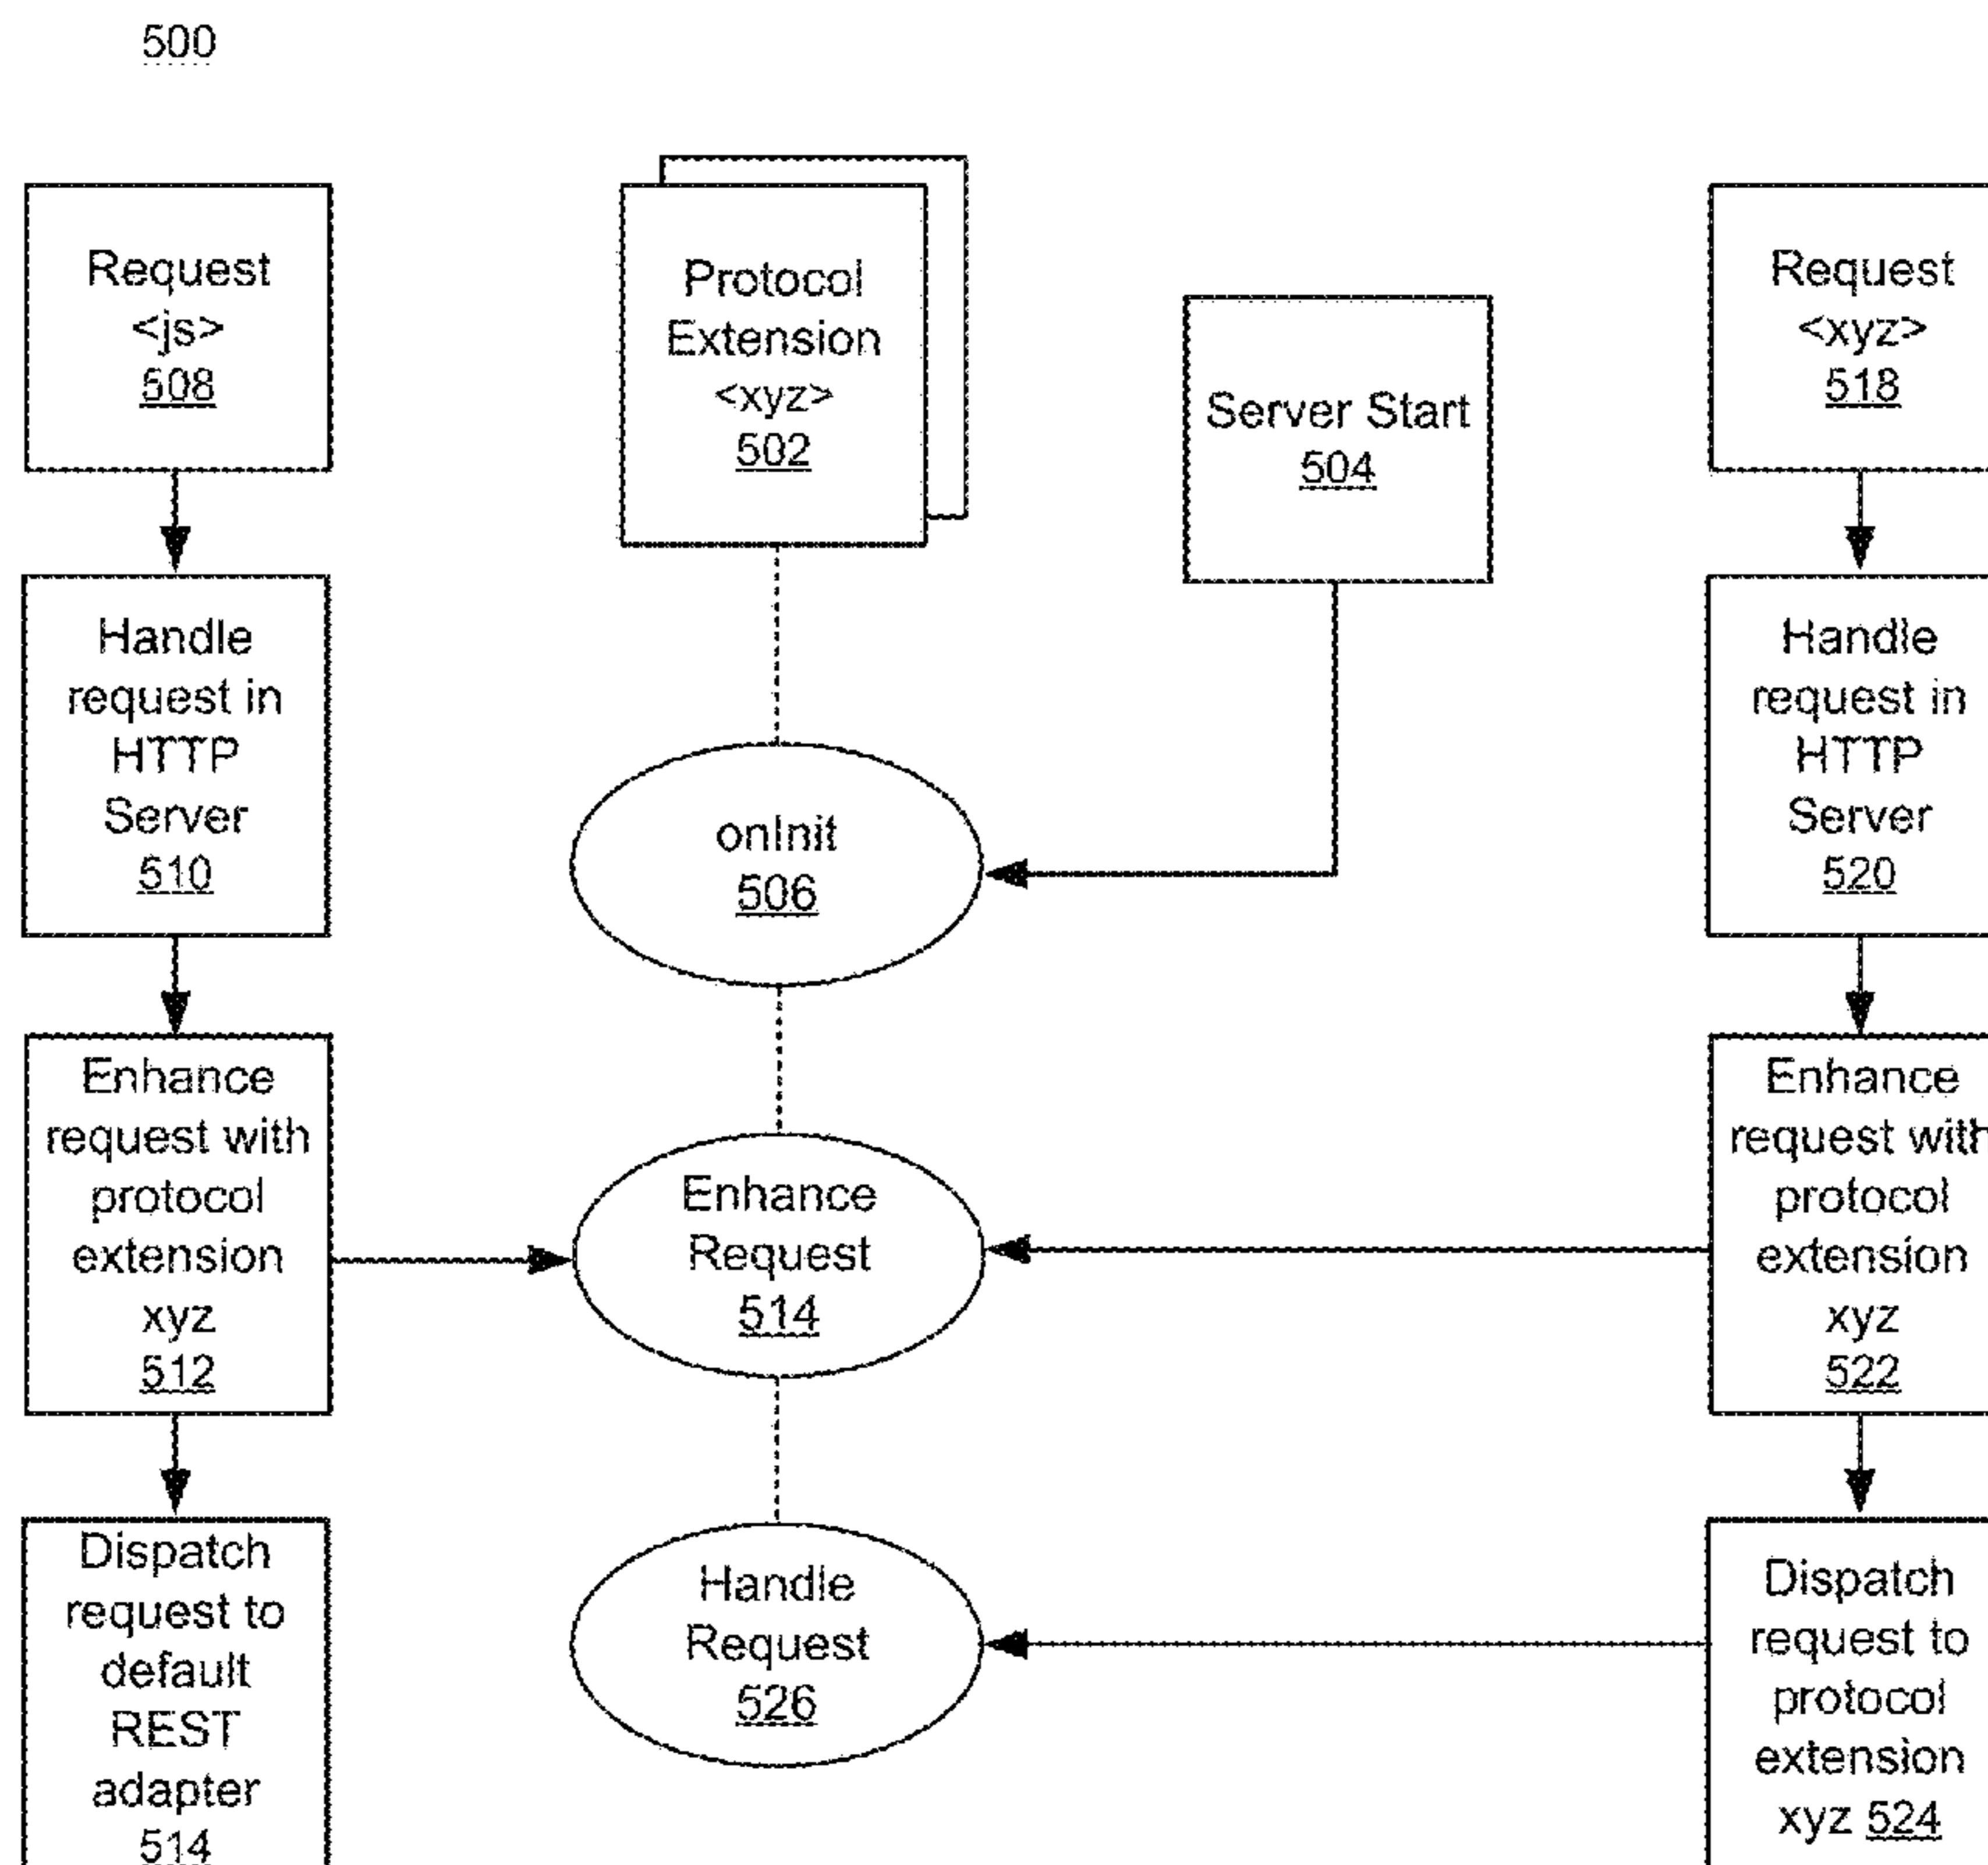 500
Request
<js>
508
Protocol
Extension
<xyz>
502
Server Start
504
Request
<xyz>
518
Handle
request in
HTTP
Server
510
onInit
506
Handle
request in
HTTP
Server
520
Enhance
request with
protocol
extension
xyz
512
Enhance
Request
514
Enhance
request with
protocol
extension
xyz
522
Dispatch
request to
default
REST
adapter
514
Handle
Request
526
Dispatch
request to
protocol
extension
xyz 524